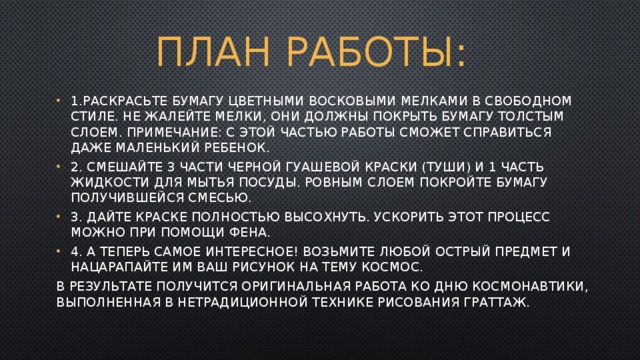 ПЛАН РАБОТЫ:
• 1.РАСКРАСЬТЕ БУМАГУ ЦВЕТНЫМИ ВОСКОВЫМИ МЕЛКАМИ В СВОБОДНОМ
СТИЛЕ. НЕ ЖАЛЕЙТЕ МЕЛКИ, ОНИ ДОЛЖНЫ ПОКРЫТЬ БУМАГУ ТОЛСТЫМ
СЛОЕМ. ПРИМЕЧАНИЕ: С ЭТОЙ ЧАСТЬЮ РАБОТЫ СМОЖЕТ СПРАВИТЬСЯ
ДАЖЕ МАЛЕНЬКИЙ РЕБЕНОК.
• 2. СМЕШАЙТЕ 3 ЧАСТИ ЧЕРНОЙ ГУАШЕВОЙ КРАСКИ (ТУШИ) И 1 ЧАСТЬ
ЖИДКОСТИ ДЛЯ МЫТЬЯ ПОСУДЫ. РОВНЫМ СЛОЕМ ПОКРОЙТЕ БУМАГУ
ПОЛУЧИВШЕЙСЯ СМЕСЬЮ.
• 3. ДАЙТЕ КРАСКЕ ПОЛНОСТЬЮ ВЫСОХНУТЬ. УСКОРИТЬ ЭТОТ ПРОЦЕСС
МОЖНО ПРИ ПОМОЩИ ФЕНА.
• 4. А ТЕПЕРЬ САМОЕ ИНТЕРЕСНОЕ! ВОЗЬМИТЕ ЛЮБОЙ ОСТРЫЙ ПРЕДМЕТ И
НАЦАРАПАЙТЕ ИМ ВАШ РИСУНОК НА ТЕМУ КОСМОС.
В РЕЗУЛЬТАТЕ ПОЛУЧИТСЯ ОРИГИНАЛЬНАЯ РАБОТА КО ДНЮ КОСМОНАВТИКИ,
ВЫПОЛНЕННАЯ В НЕТРАДИЦИОННОЙ ТЕХНИКЕ РИСОВАНИЯ ГРАТТАЖ.